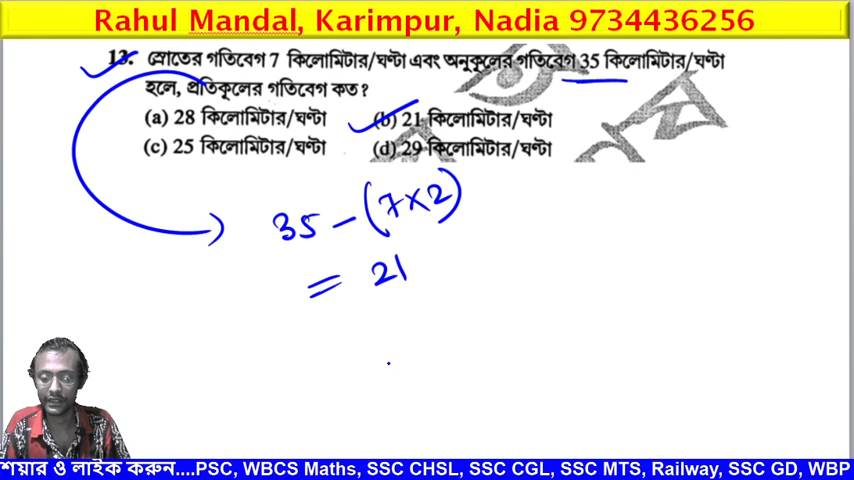 Rahul Mandal, Karimpur, Nadia 9734436256
13. স্রোতের গতিবেগ 7 কিলোমিটার/ঘণ্টা এবং অনুকূলের গতিবেগ 35 কিলোমিটার/ঘণ্টা
হলে, প্রতিকূলের গতিবেগ কত?
(a) 28 কিলোমিটার/ঘণ্টা (b) 21 কিলোমিটার/ঘণ্টা
(c) 25 কিলোমিটার/ঘণ্টা (d) 29 কিলোমিটার/ঘণ্টা
35 - (7×2)
= 21
শেয়ার ও লাইক করুন....PSC, WBCS Maths, SSC CHSL, SSC CGL, SSC MTS, Railway, SSC GD, WBP